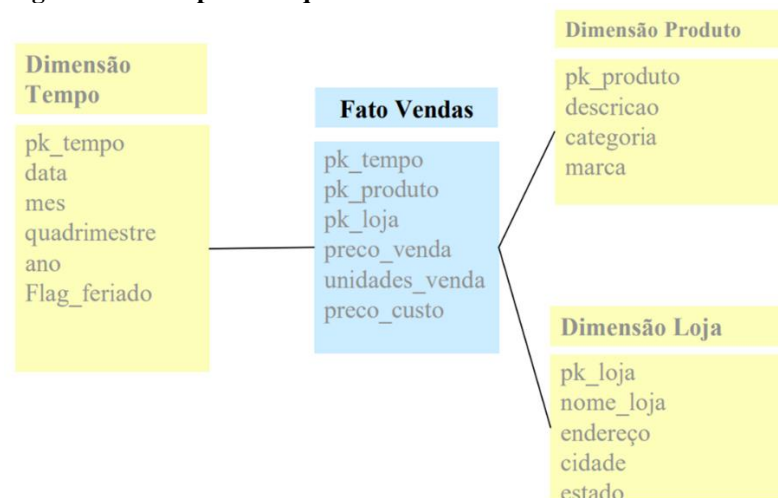 Dimensão
Tempo
pk_tempo
data
mes
quadrimestre
ano
Flag_feriado
Fato Vendas
pk_tempo
pk_produto
pk_loja
preco_venda
unidades_venda
preco_custo
Dimensão Produto
pk_produto
descricao
categoria
marca
Dimensão Loja
pk_loja
nome_loja
endereço
cidade
estado